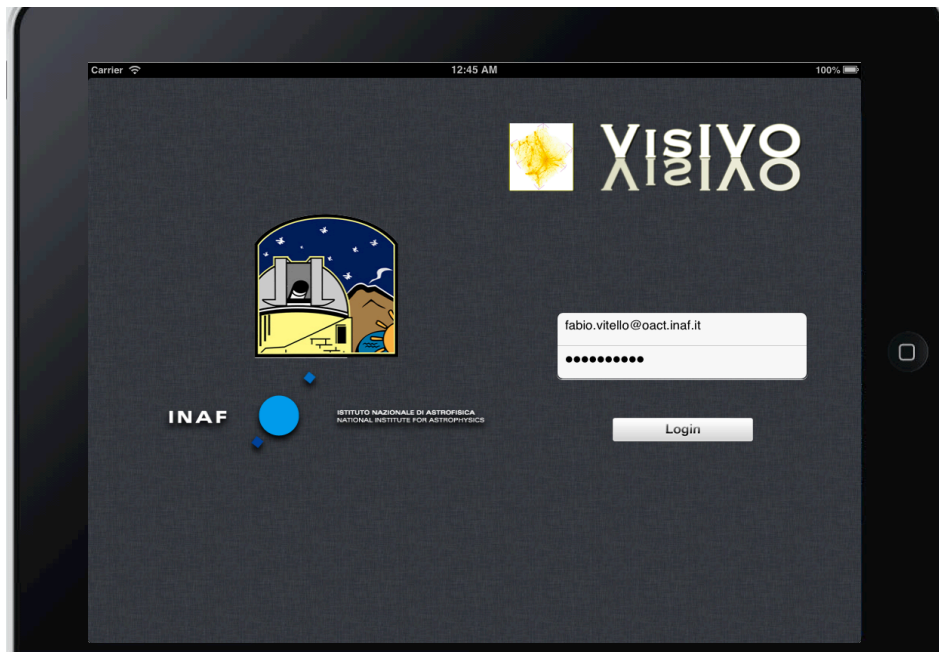 Carrier 12:45 AM 100%
VisIVO
fabio.vitello@oact.inaf.it
●●●●●●●●●●
INAF
ISTITUTO NAZIONALE DI ASTROFISICA
NATIONAL INSTITUTE FOR ASTROPHYSICS
Login